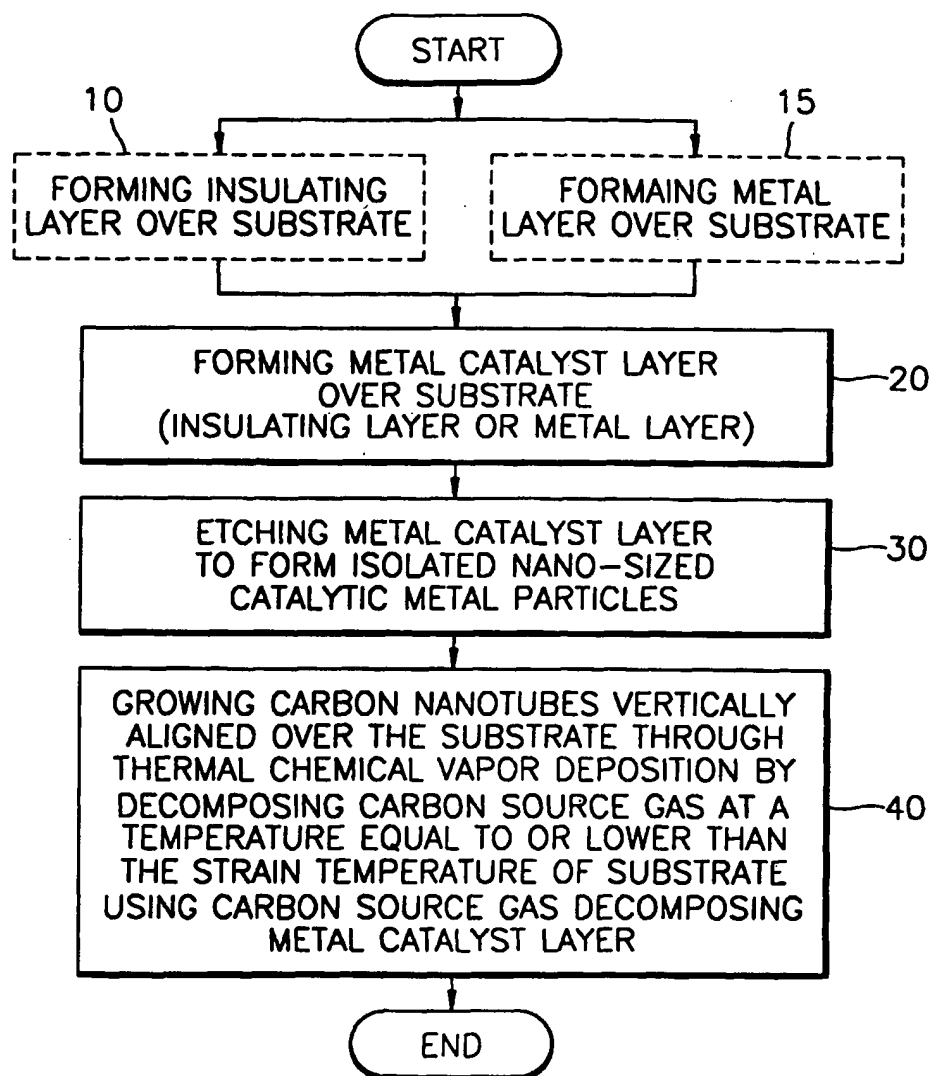 START
10
15
FORMING INSULATING
LAYER OVER SUBSTRATE
FORMAING METAL
LAYER OVER SUBSTRATE
FORMING METAL CATALYST LAYER
OVER SUBSTRATE
(INSULATING LAYER OR METAL LAYER)
20
ETCHING METAL CATALYST LAYER
TO FORM ISOLATED NANO-SIZED
CATALYTIC METAL PARTICLES
30
GROWING CARBON NANOTUBES VERTICALLY
ALIGNED OVER THE SUBSTRATE THROUGH
THERMAL CHEMICAL VAPOR DEPOSITION BY
DECOMPOSING CARBON SOURCE GAS AT A
TEMPERATURE EQUAL TO OR LOWER THAN
THE STRAIN TEMPERATURE OF SUBSTRATE
USING CARBON SOURCE GAS DECOMPOSING
METAL CATALYST LAYER
40
END